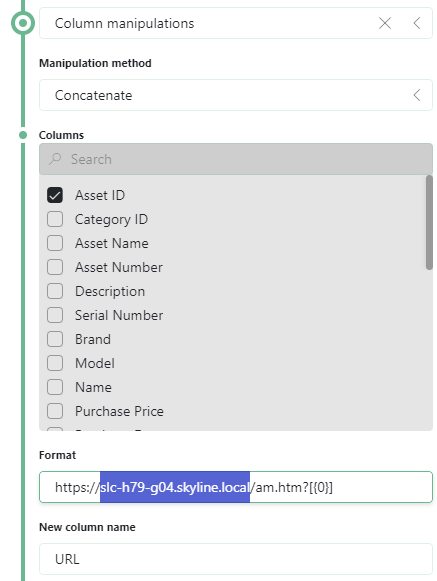 Column manipulations
Manipulation method
Concatenate
Columns
Search
Asset ID
Category ID
Asset Name
Asset Number
Description
Serial Number
Brand
Model
Name
Purchase Price
Format
https://slc-h79-g04.skyline.local/am.htm?[{0}]
New column name
URL